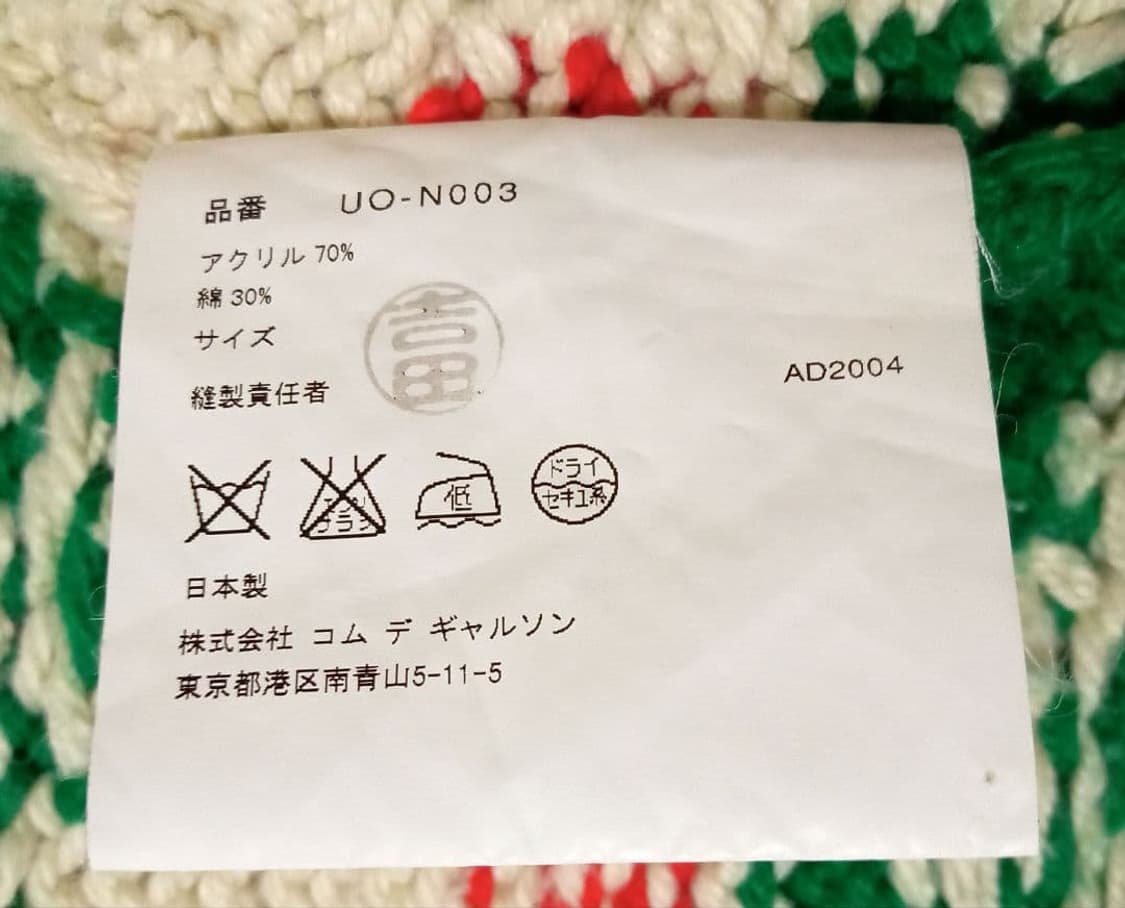 品番 UO-N003
アクリル 70%
綿 30%
サイズ
吉田
縫製責任者
AD2004
低
ドライ
セキユ系
日本製
株式会社 コム デ ギャルソン
東京都港区南青山5-11-5